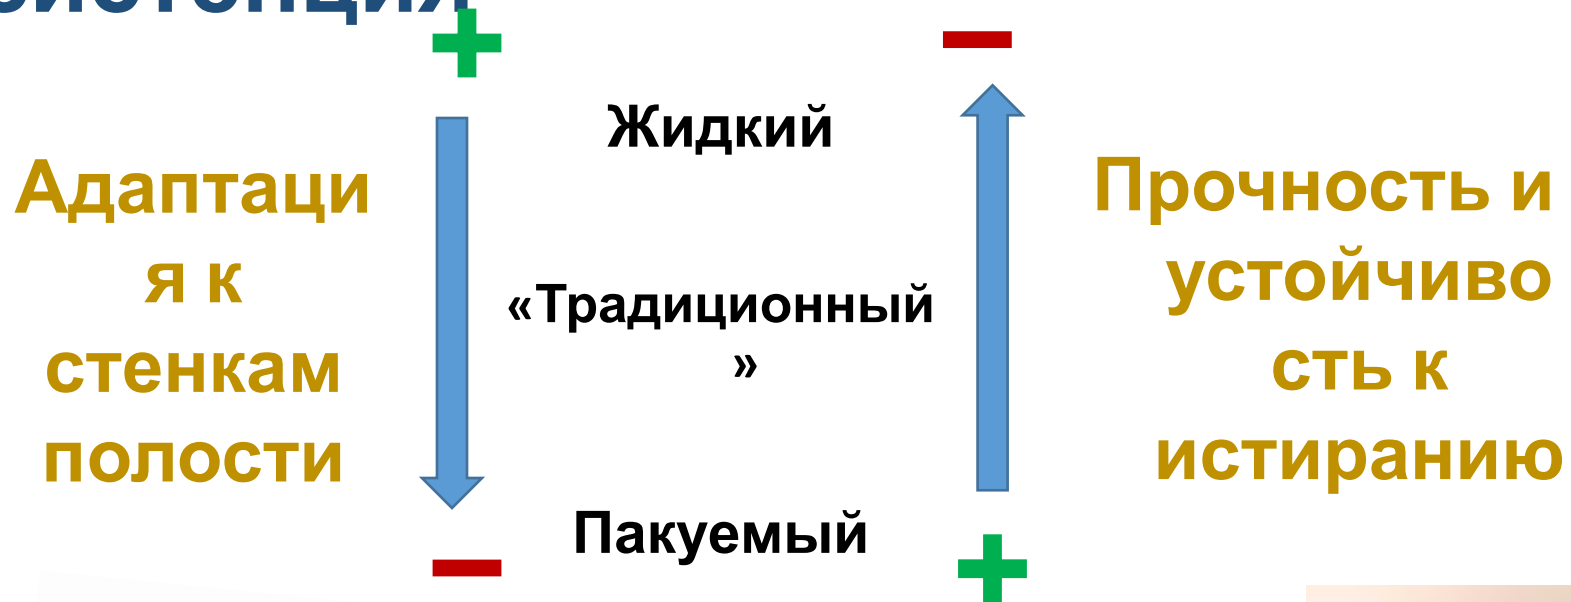 Жидкий
Адаптаци
я к
стенкам
полости
«Традиционный
»
Пакуемый
Прочность и
устойчиво
сть к
истиранию